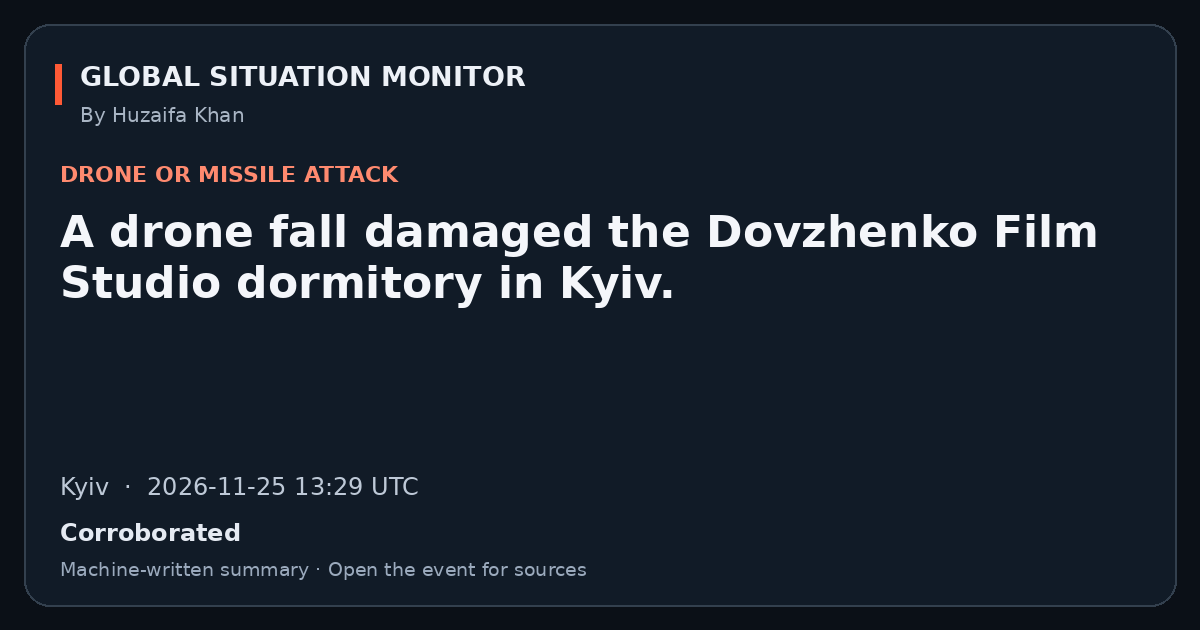 GLOBAL SITUATION MONITOR
By Huzaifa Khan
DRONE OR MISSILE ATTACK
A drone fall damaged the Dovzhenko Film
Studio dormitory in Kyiv.
Kyiv · 2026-11-25 13:29 UTC
Corroborated
Machine-written summary · Open the event for sources